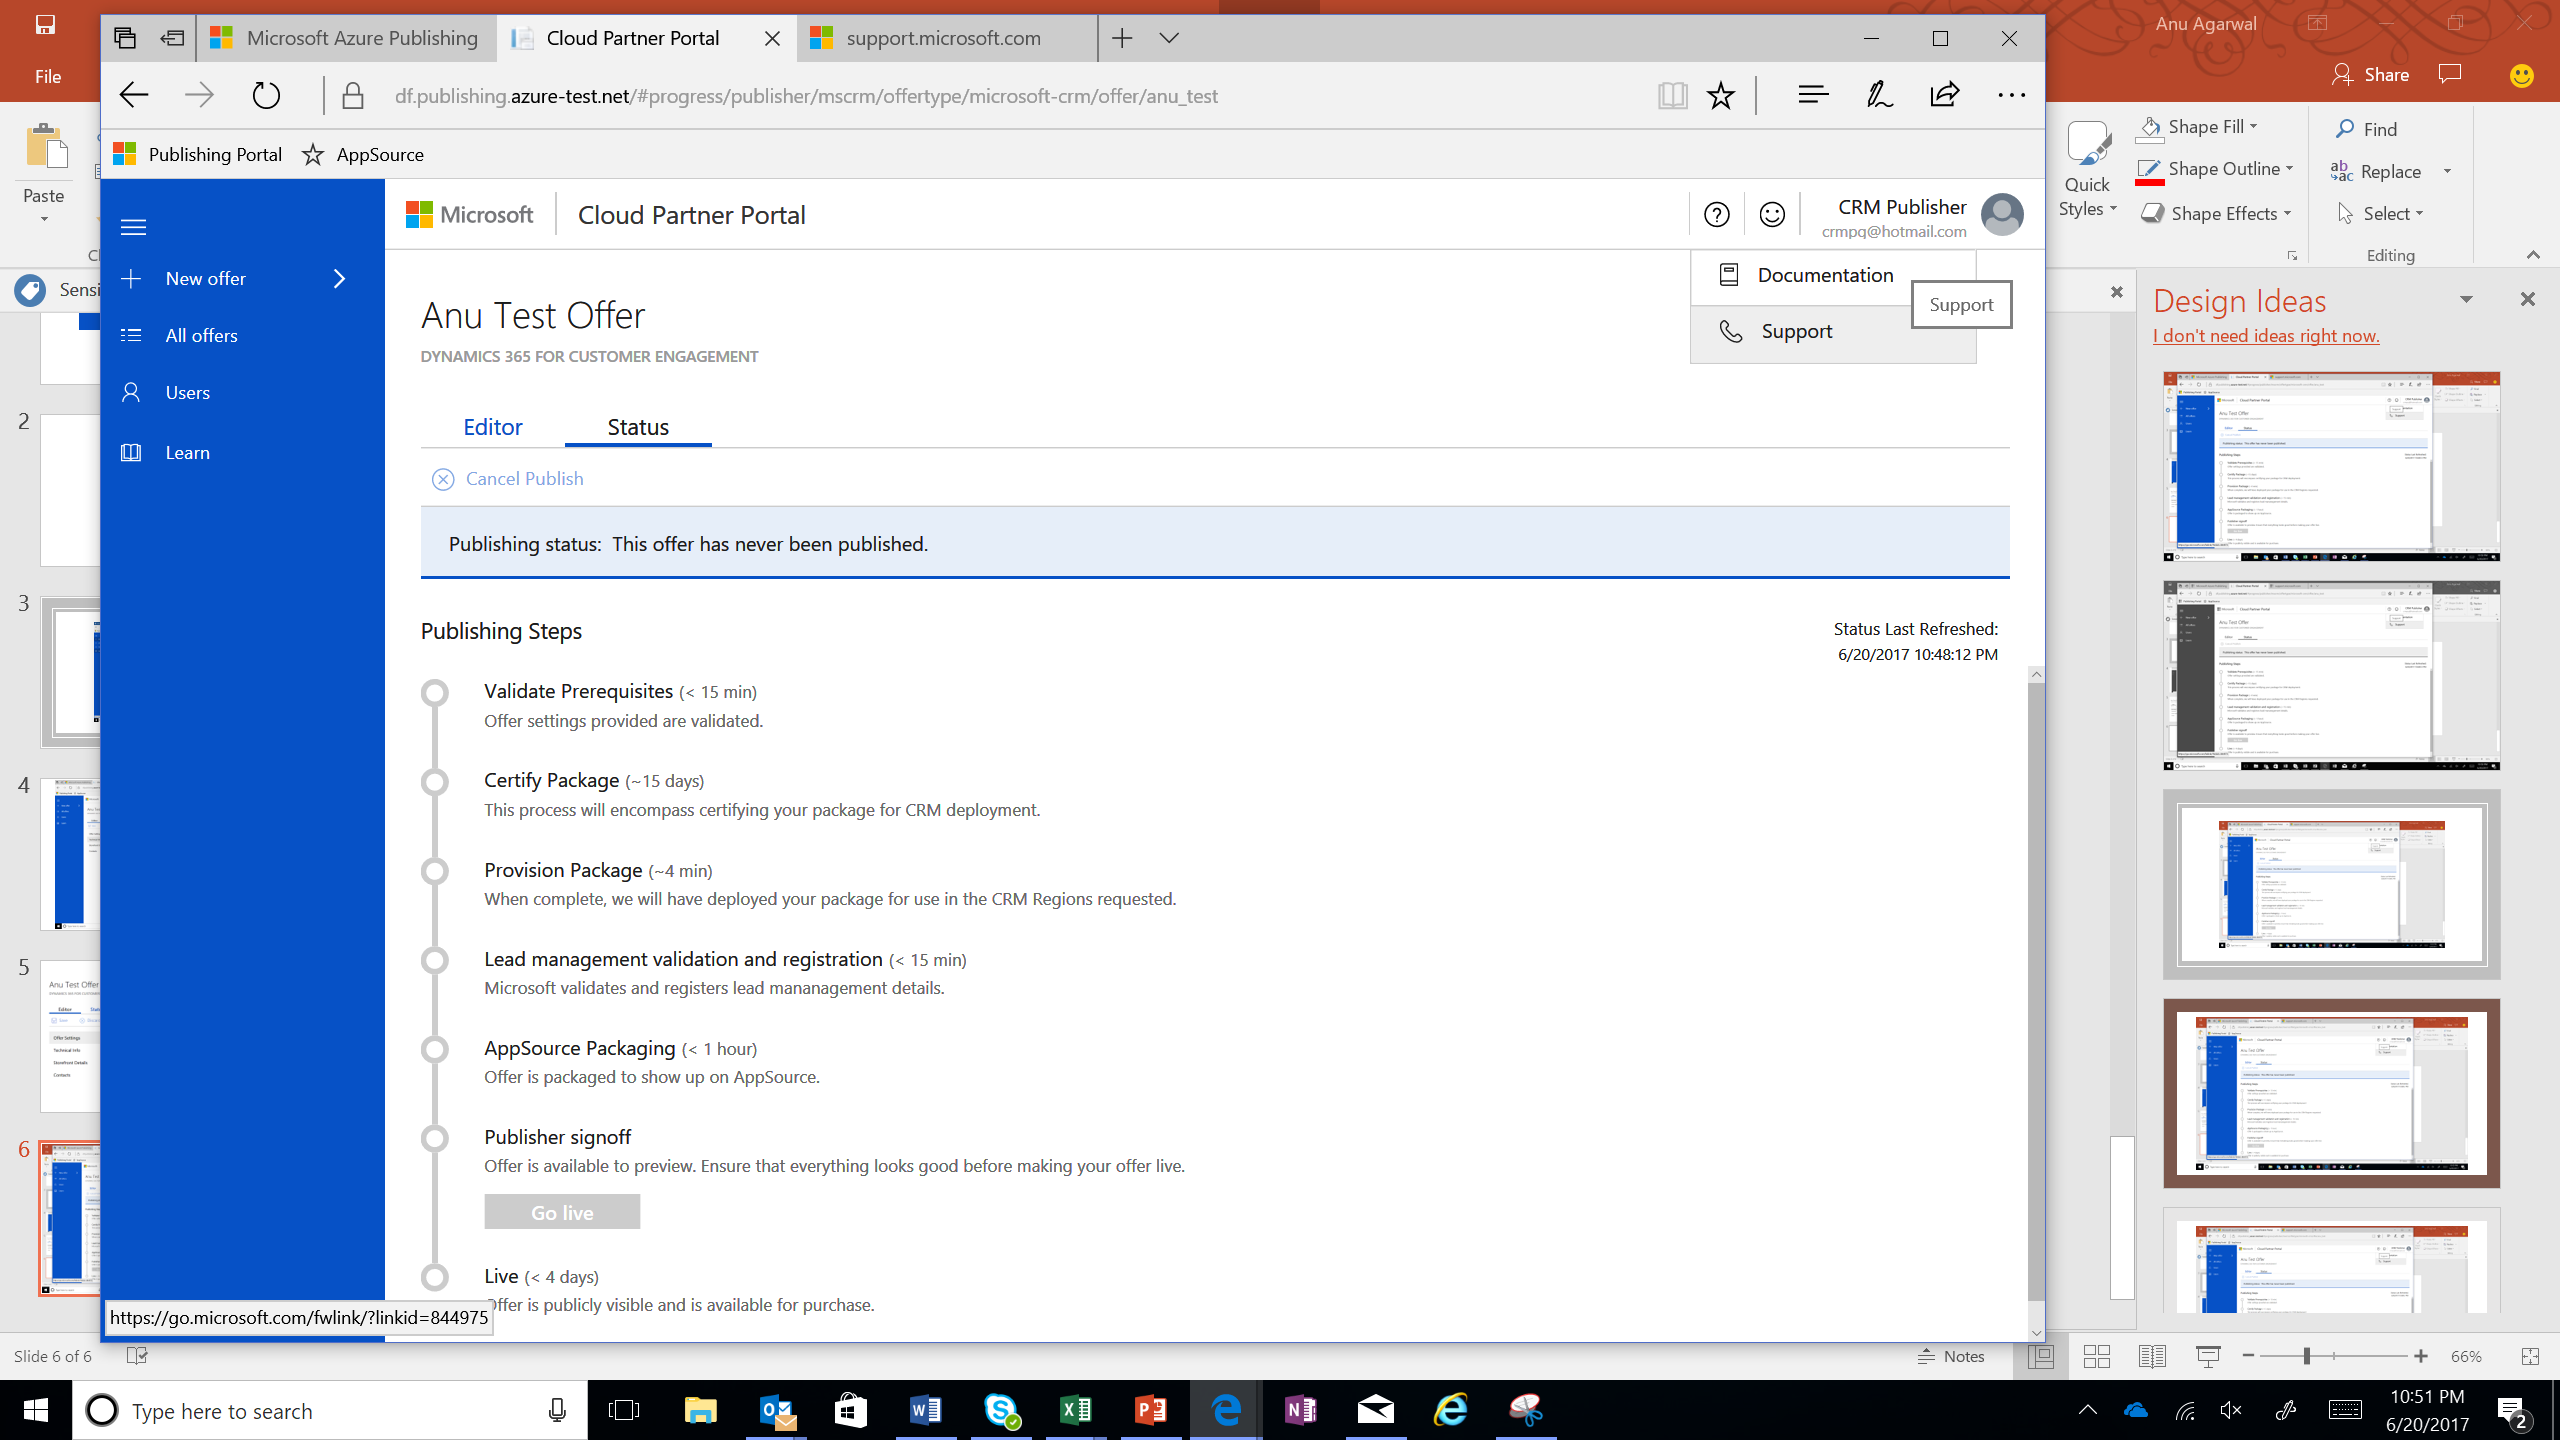 Anu Agarwal
File
Share
Microsoft Azure Publishing
Cloud Partner Portal
support.microsoft.com
df.publishing.azure-test.net/#progress/publisher/mscrm/offertype/microsoft-crm/offer/anu_test
Publishing Portal
AppSource
Paste
Quick
Styles
Shape Fill
Shape Outline
Shape Effects
Find
Replace
Select
Editing
Sensi
Microsoft
Cloud Partner Portal
CRM Publisher
crmpq@hotmail.com
New offer
All offers
Users
Learn
Documentation
Support
Support
Anu Test Offer
DYNAMICS 365 FOR CUSTOMER ENGAGEMENT
Editor
Status
Cancel Publish
Publishing status:  This offer has never been published.
Publishing Steps
Status Last Refreshed:
6/20/2017 10:48:12 PM
Validate Prerequisites (< 15 min)
Offer settings provided are validated.
Certify Package (~15 days)
This process will encompass certifying your package for CRM deployment.
Provision Package (~4 min)
When complete, we will have deployed your package for use in the CRM Regions requested.
Lead management validation and registration (< 15 min)
Microsoft validates and registers lead mananagement details.
AppSource Packaging (< 1 hour)
Offer is packaged to show up on AppSource.
Publisher signoff
Offer is available to preview. Ensure that everything looks good before making your offer live.
Go live
Live (< 4 days)
Offer is publicly visible and is available for purchase.
https://go.microsoft.com/fwlink/?linkid=844975
2
3
4
5
Anu Test Offer
Editor
Offer Settings
Technical Info
Storefront Details
Contacts
6
Design Ideas
I don't need ideas right now.
Slide 6 of 6
Notes
66%
Type here to search
10:51 PM
6/20/2017
2